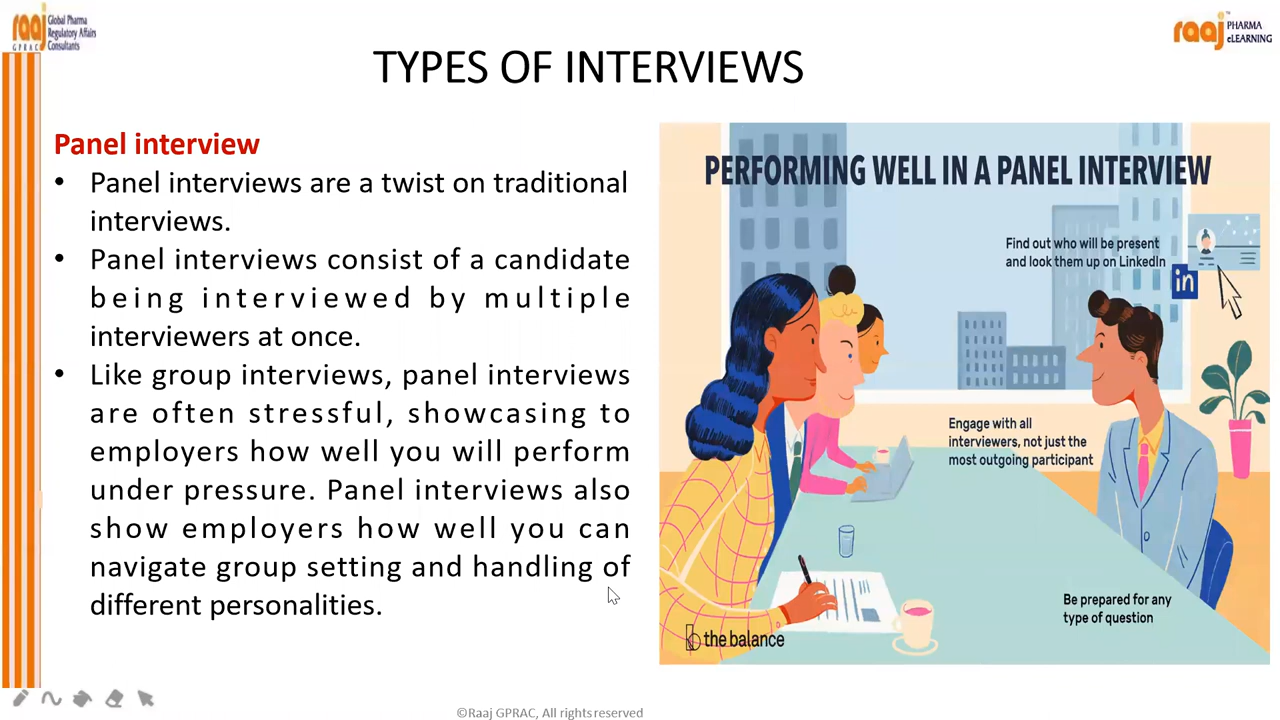 raaj
GPRAC
Global Pharma
Regulatory Affairs
Consultants
raaj
PHARMA
eLEARNING
TYPES OF INTERVIEWS
Panel interview
• Panel interviews are a twist on traditional
interviews.
• Panel interviews consist of a candidate
being interviewed by multiple
interviewers at once.
• Like group interviews, panel interviews
are often stressful, showcasing to
employers how well you will perform
under pressure. Panel interviews also
show employers how well you can
navigate group setting and handling of
different personalities.
PERFORMING WELL IN A PANEL INTERVIEW
Find out who will be present
and look them up on LinkedIn
in
Engage with all
interviewers, not just the
most outgoing participant
Be prepared for any
type of question
b the balance
©Raaj GPRAC, All rights reserved